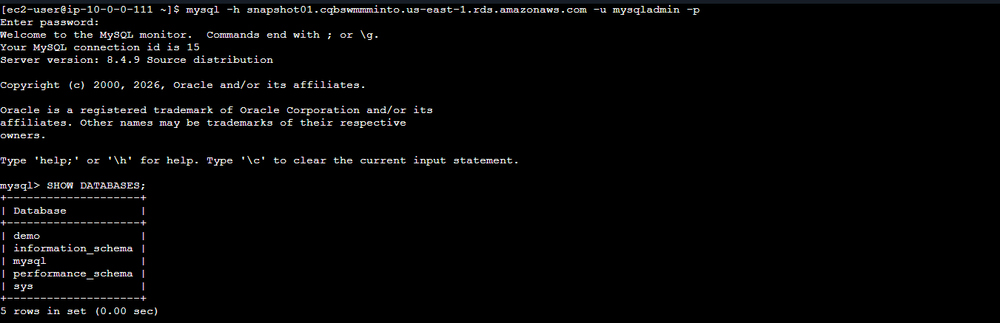 [ec2-user@ip-10-0-0-111 ~]$ mysql -h snapshot01.cqbswmmminto.us-east-1.rds.amazonaws.com -u mysqladmin -p
Enter password:
Welcome to the MySQL monitor.  Commands end with ; or \g.
Your MySQL connection id is 15
Server version: 8.4.9 Source distribution

Copyright (c) 2000, 2026, Oracle and/or its affiliates.

Oracle is a registered trademark of Oracle Corporation and/or its
affiliates. Other names may be trademarks of their respective
owners.

Type 'help;' or '\h' for help. Type '\c' to clear the current input statement.

mysql> SHOW DATABASES;
+--------------------+
| Database           |
+--------------------+
| demo               |
| information_schema |
| mysql              |
| performance_schema |
| sys                |
+--------------------+
5 rows in set (0.00 sec)